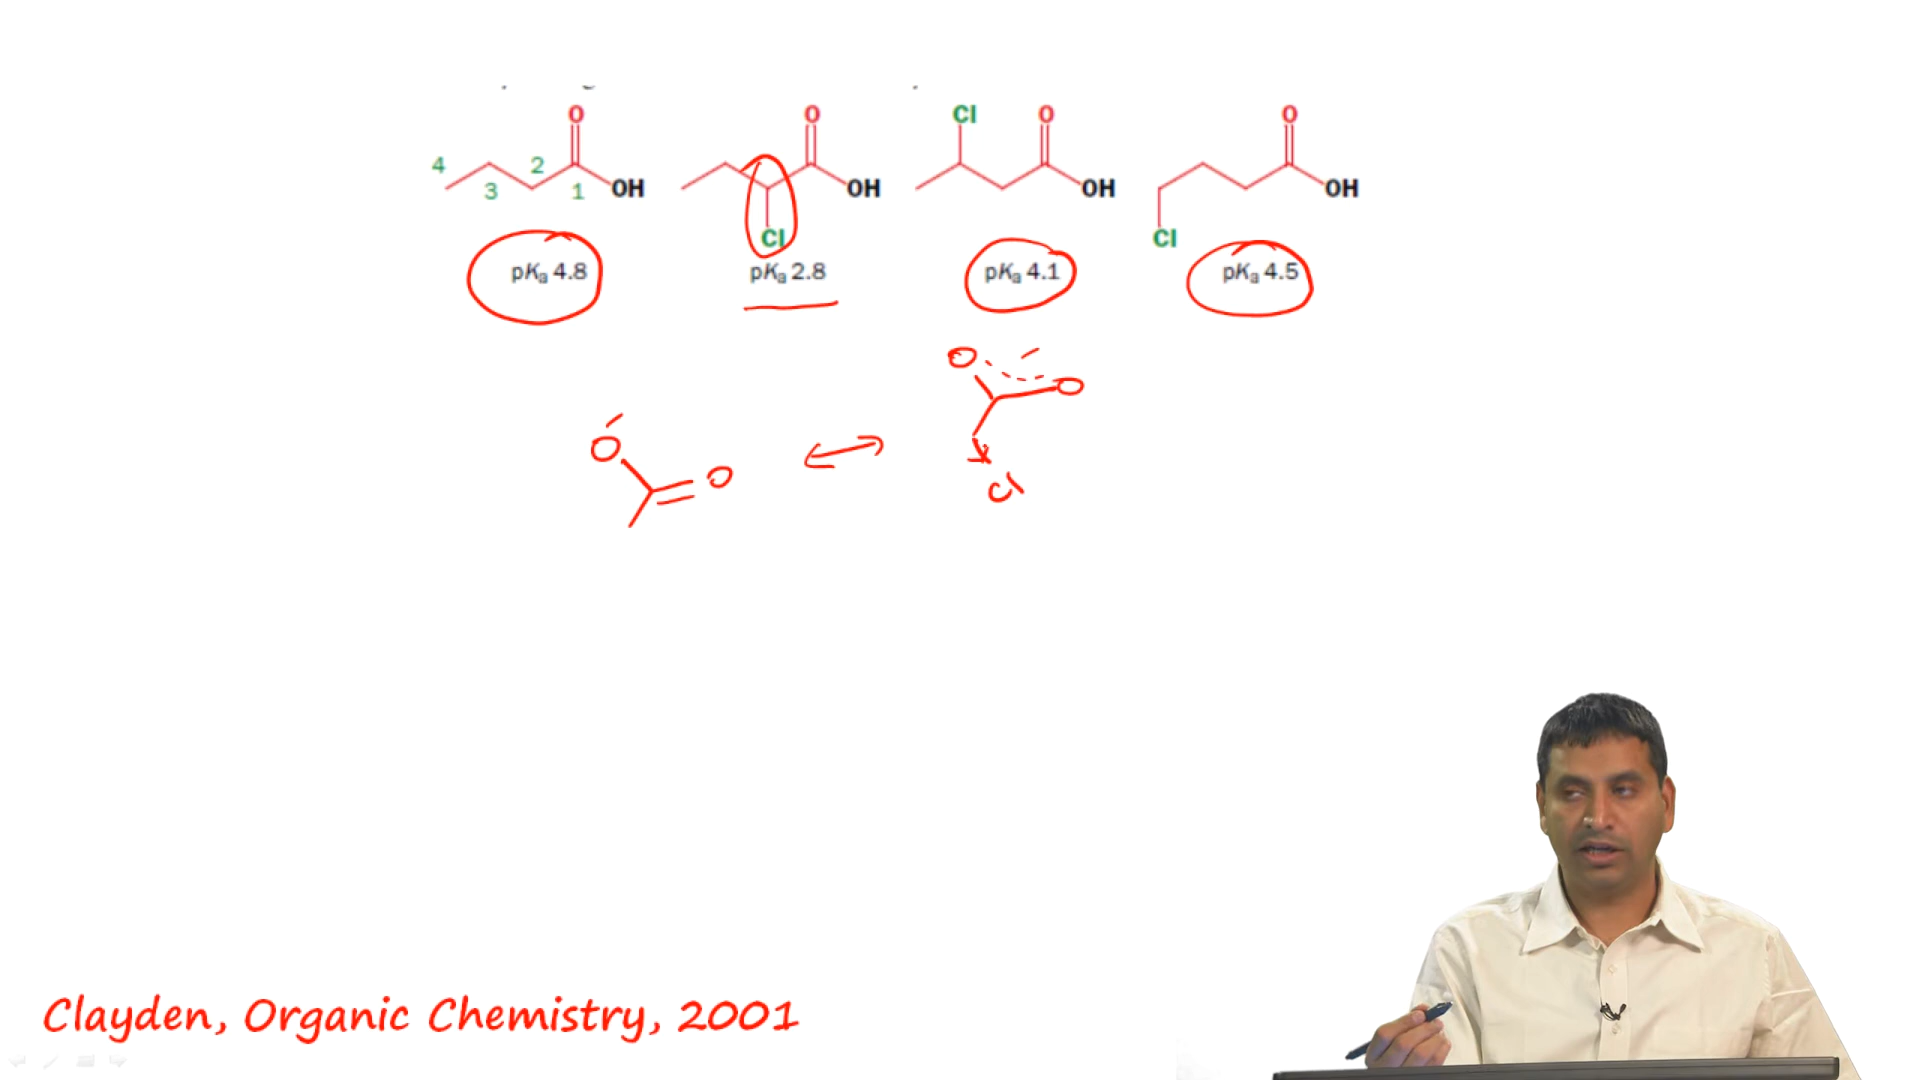 O O Cl O O
4 2 3 1 OH OH OH OH
Cl Cl
pKa 4.8 pKa 2.8 pKa 4.1 pKa 4.5
O O
O O
Cl
Clayden, Organic Chemistry, 2001